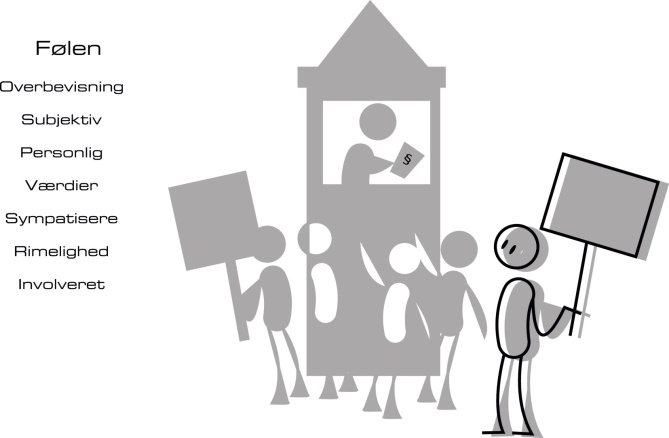 Følen
Overbevisning
Subjektiv
Personlig
Værdier
Sympatisere
Rimelighed
Involveret
§